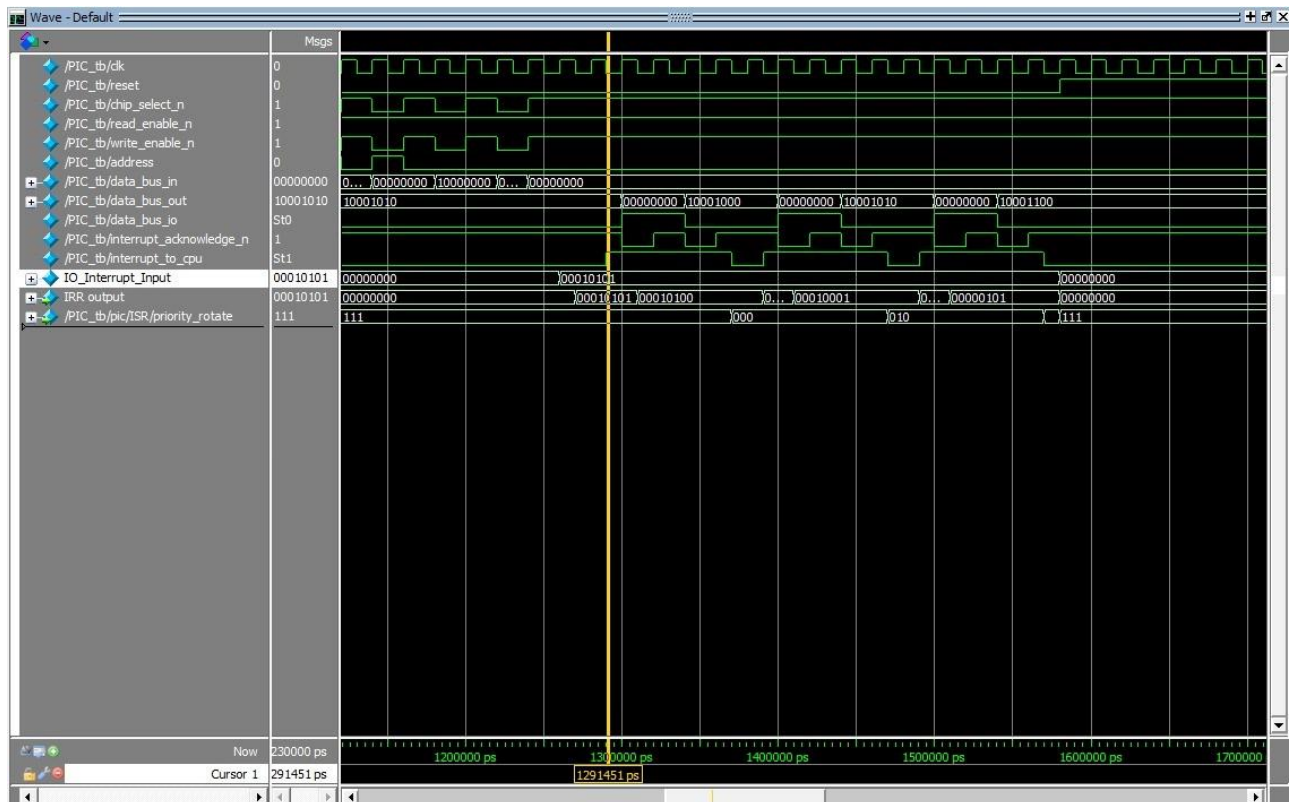 Wave - Default
Msgs
/PIC_tb/clk 0
/PIC_tb/reset 0
/PIC_tb/chip_select_n 1
/PIC_tb/read_enable_n 1
/PIC_tb/write_enable_n 1
/PIC_tb/address 0
/PIC_tb/data_bus_in 00000000 0... 00000000 10000000 0... 00000000
/PIC_tb/data_bus_out 10001010 10001010 00000000 10001000 00000000 10001010 00000000 10001100
/PIC_tb/data_bus_io St0
/PIC_tb/interrupt_acknowledge_n 1
/PIC_tb/interrupt_to_cpu St1
IO_Interrupt_Input 00010101 00000000 00010101 00000000
IRR output 00010101 00000000 00010101 00010100 0... 00010001 0... 00000101 00000000
/PIC_tb/pic/ISR/priority_rotate 111 111 000 010 111
Now 230000 ps 1200000 ps 1300000 ps 1400000 ps 1500000 ps 1600000 ps 1700000
Cursor 1 291451 ps 1291451 ps